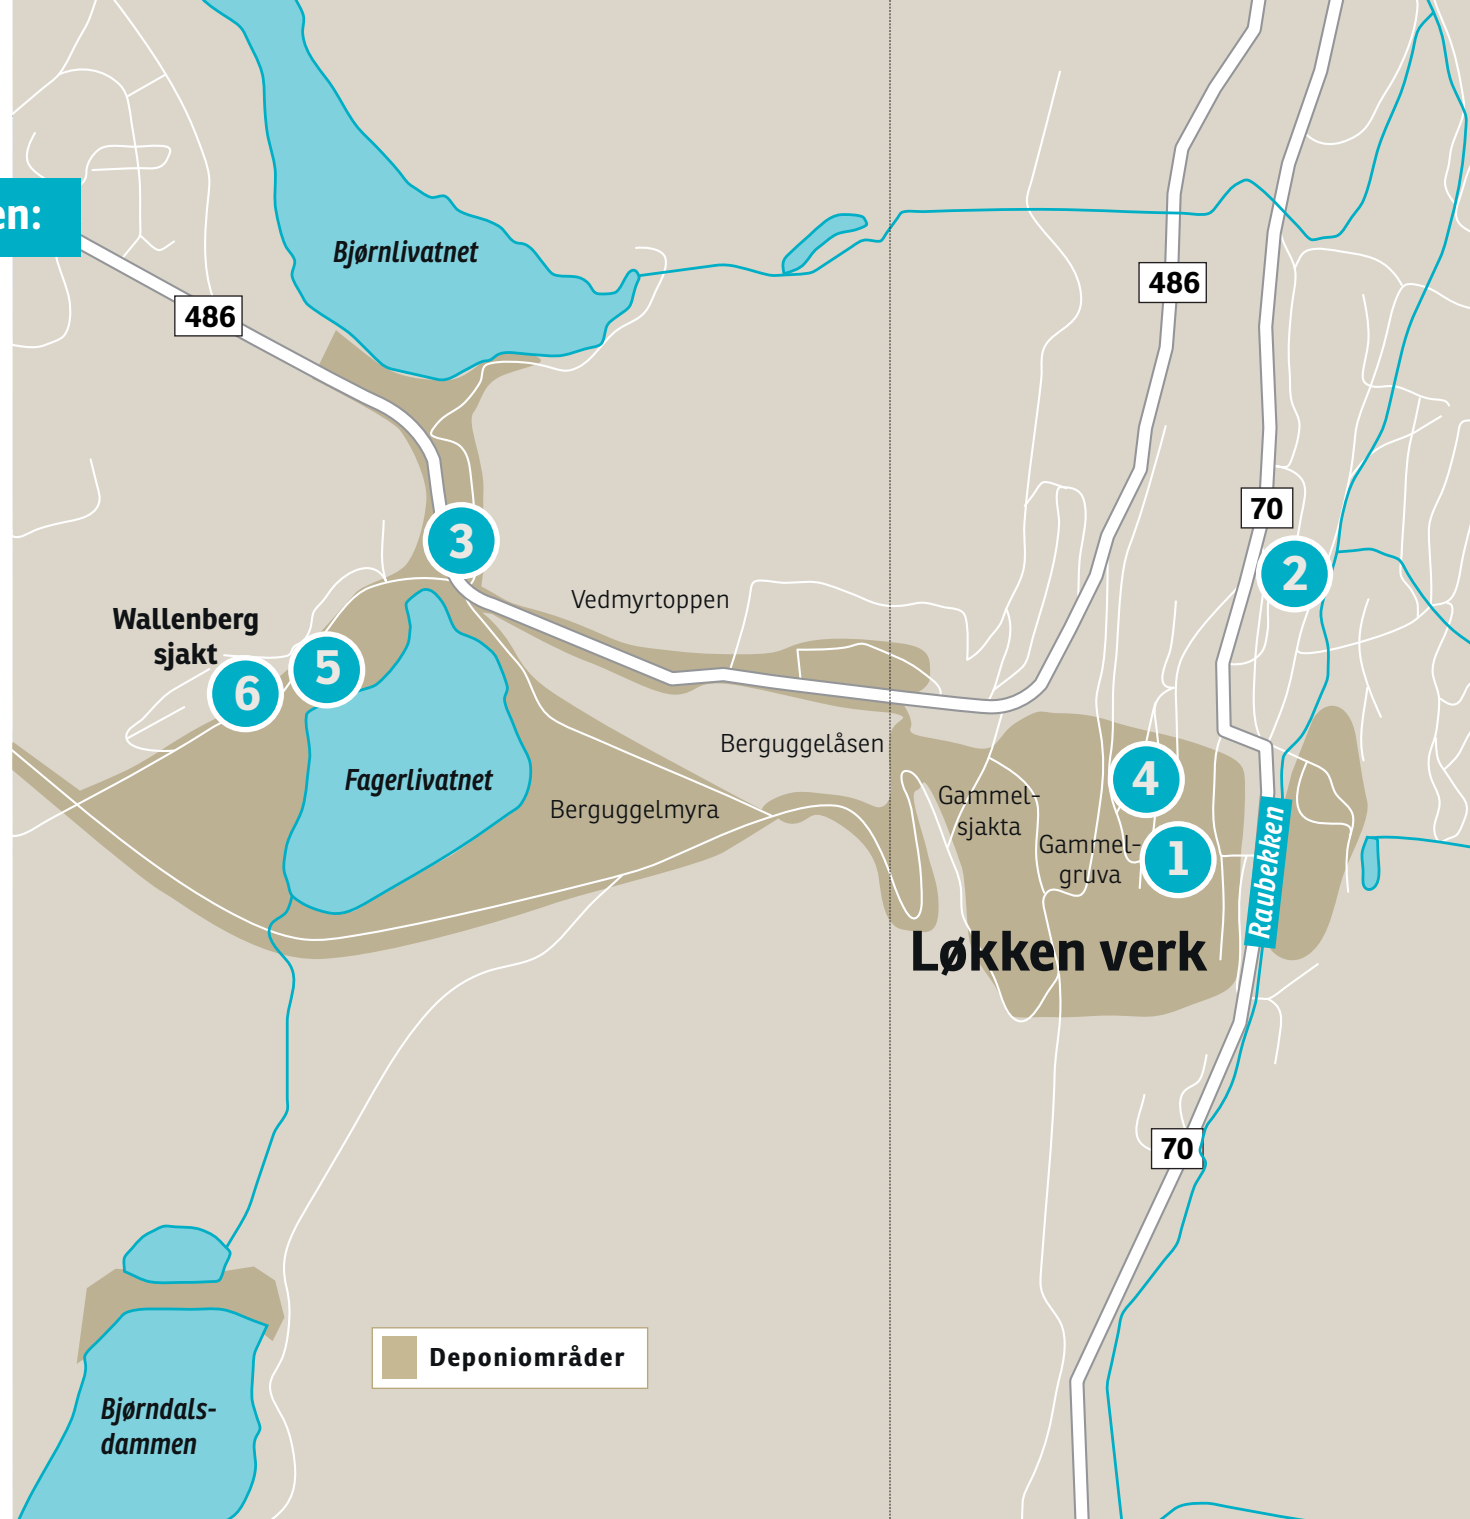 en:
Bjørnlivatnet
486
486
70
2
3
Vedmyrtoppen
Wallenberg
sjakt
5
6
Berguggelåsen
Fagerlivatnet
Berguggelmyra
4
Gammel-
sjakta
Gammel-
gruva
1
Raubekken
Løkken verk
70
Deponiområder
Bjørndals-
dammen